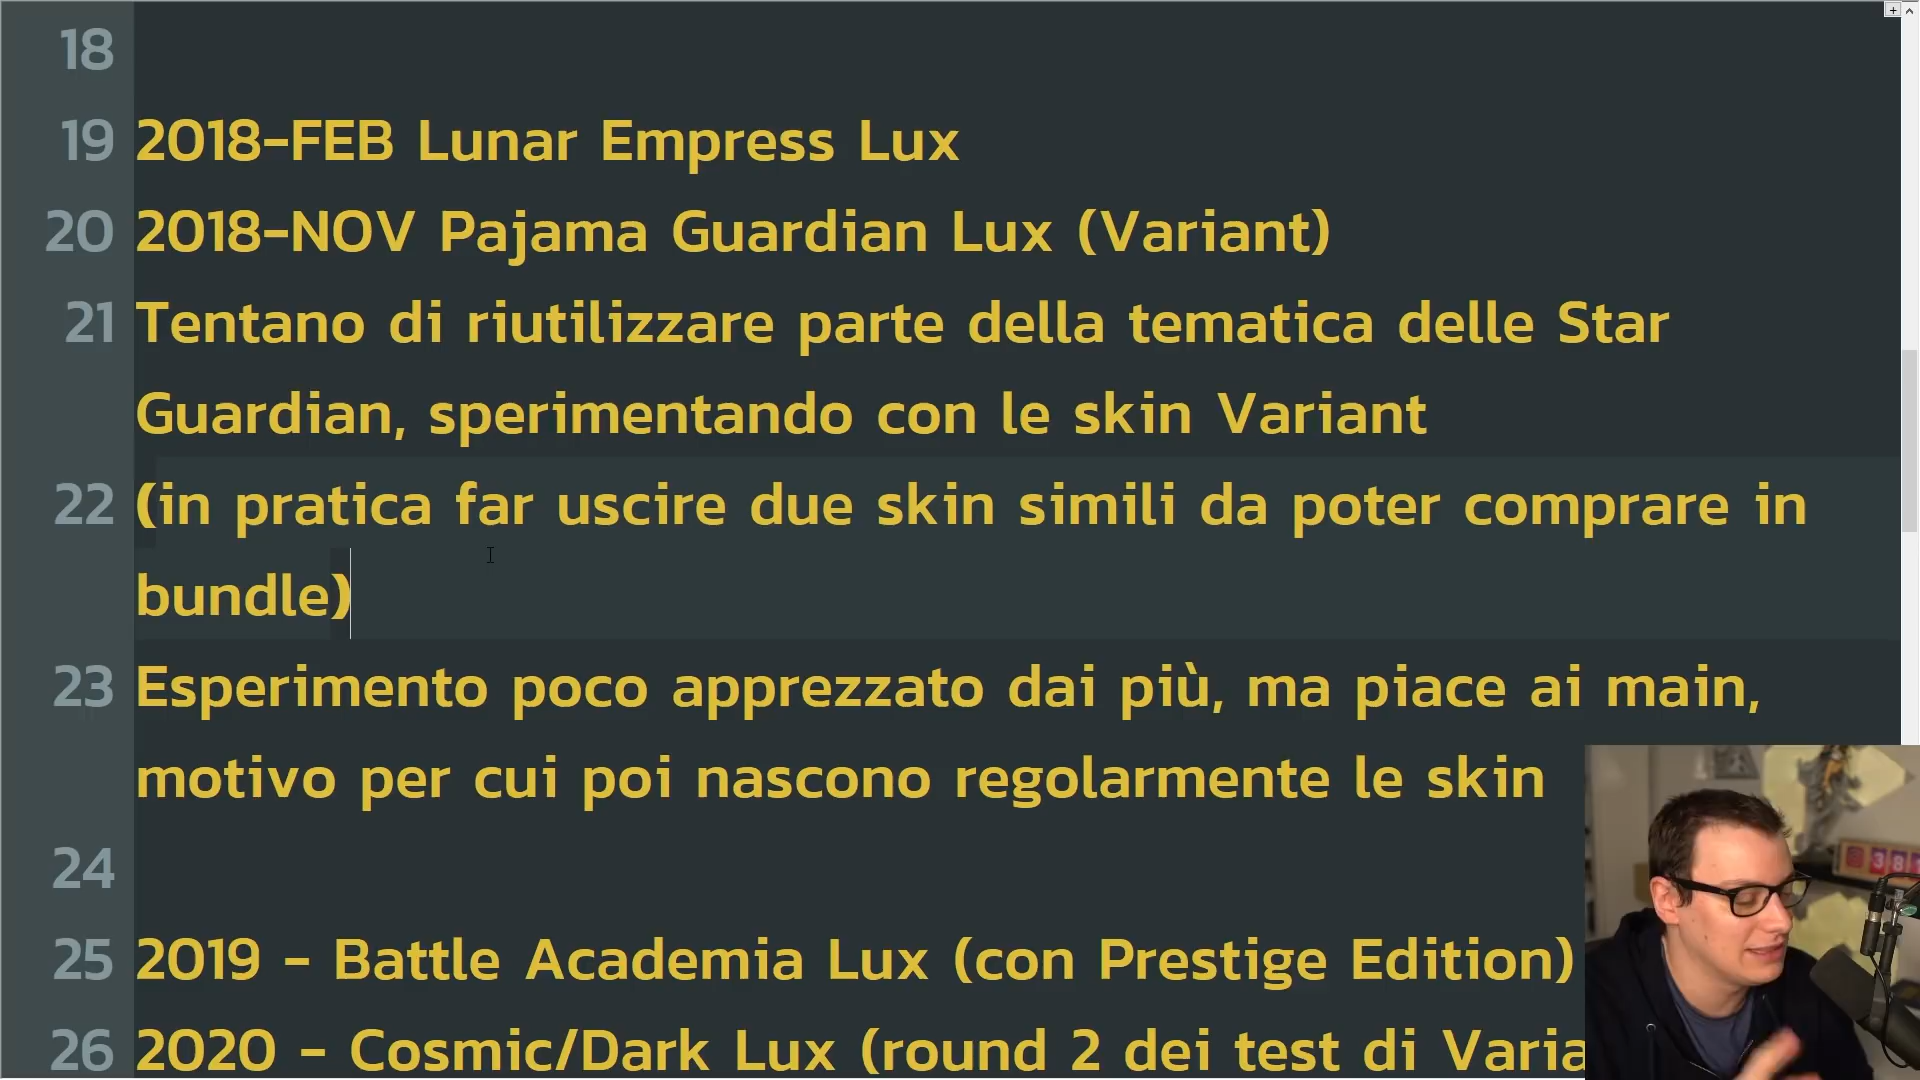 18
19 2018-FEB Lunar Empress Lux
20 2018-NOV Pajama Guardian Lux (Variant)
21 Tentano di riutilizzare parte della tematica delle Star
Guardian, sperimentando con le skin Variant
22 (in pratica far uscire due skin simili da poter comprare in
bundle)
23 Esperimento poco apprezzato dai più, ma piace ai main,
motivo per cui poi nascono regolarmente le skin
24
25 2019 - Battle Academia Lux (con Prestige Edition)
26 2020 - Cosmic/Dark Lux (round 2 dei test di Varia